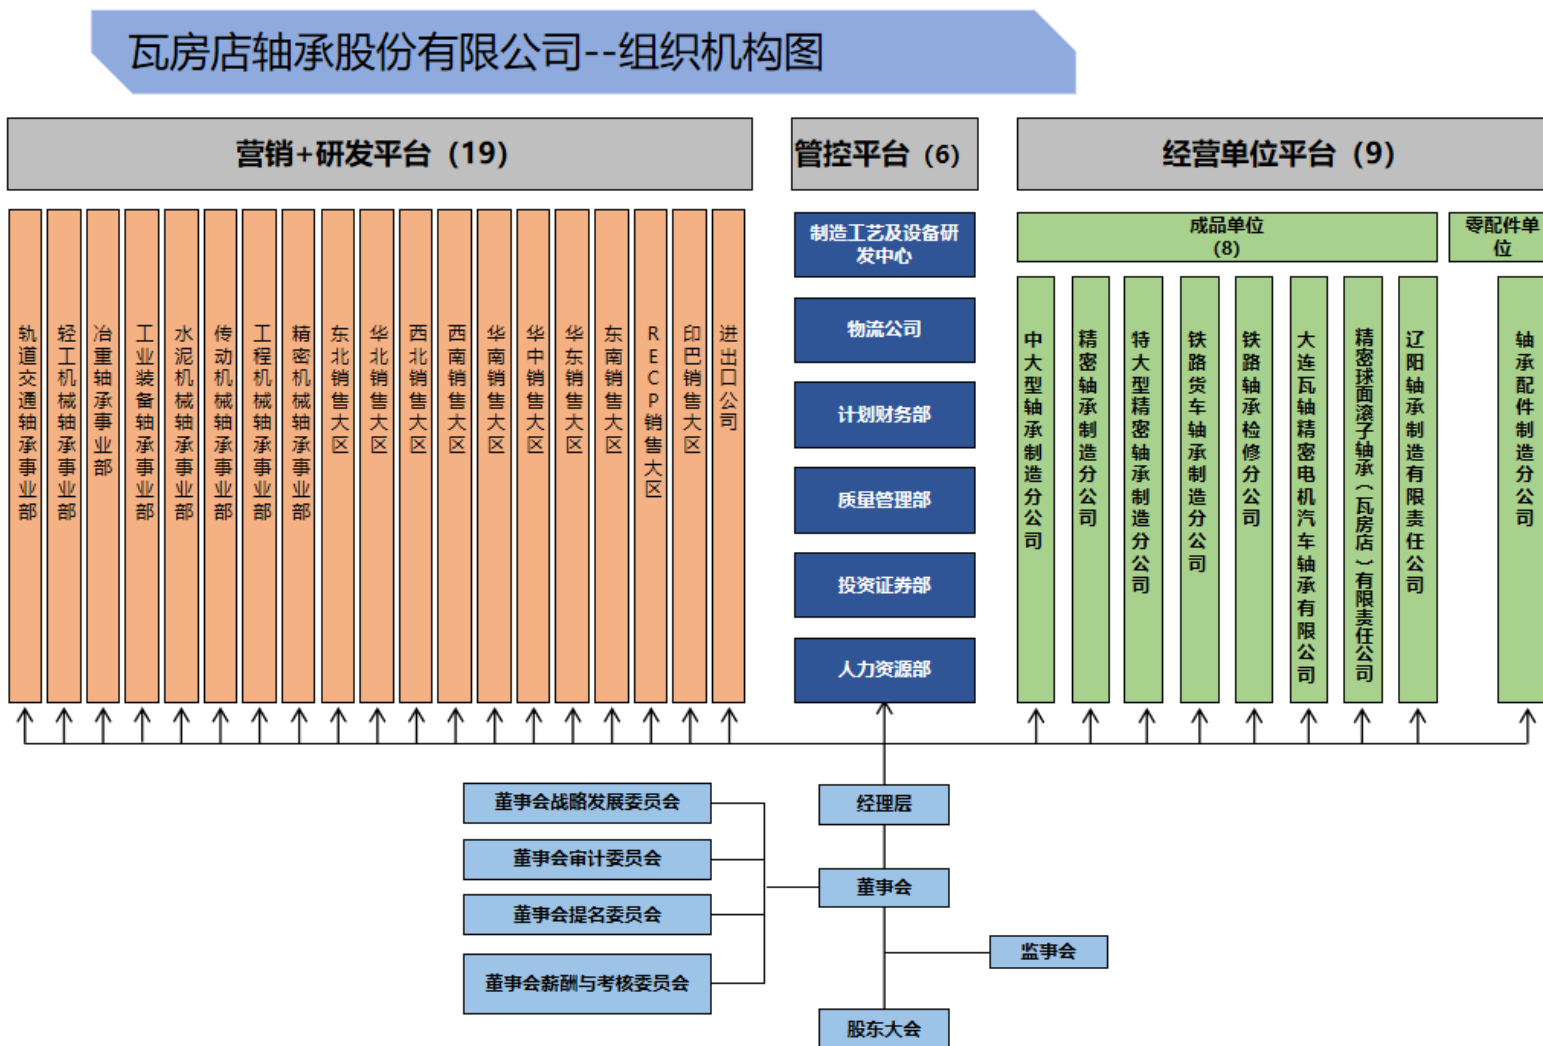 瓦房店轴承股份有限公司--组织机构图
营销+研发平台（19）
管控平台（6）
经营单位平台（9）
轨道交通轴承事业部
轻工机械轴承事业部
冶重轴承事业部
工业装备轴承事业部
水泥机械轴承事业部
传动机械轴承事业部
工程机械轴承事业部
精密机械轴承事业部
东北销售大区
华北销售大区
西北销售大区
西南销售大区
华南销售大区
华中销售大区
华东销售大区
东南销售大区
RECP销售大区
印巴销售大区
进出口公司
制造工艺及设备研
发中心
物流公司
计划财务部
质量管理部
投资证券部
人力资源部
成品单位
（8）
零配件单
位
中大型轴承制造分公司
精密轴承制造分公司
特大型精密轴承制造分公司
铁路货车轴承制造分公司
铁路轴承检修分公司
大连瓦轴精密电机汽车轴承有限公司
精密球面滚子轴承（瓦房店）有限责任公司
辽阳轴承制造有限责任公司
轴承配件制造分公司
董事会战略发展委员会
董事会审计委员会
董事会提名委员会
董事会薪酬与考核委员会
经理层
董事会
监事会
股东大会